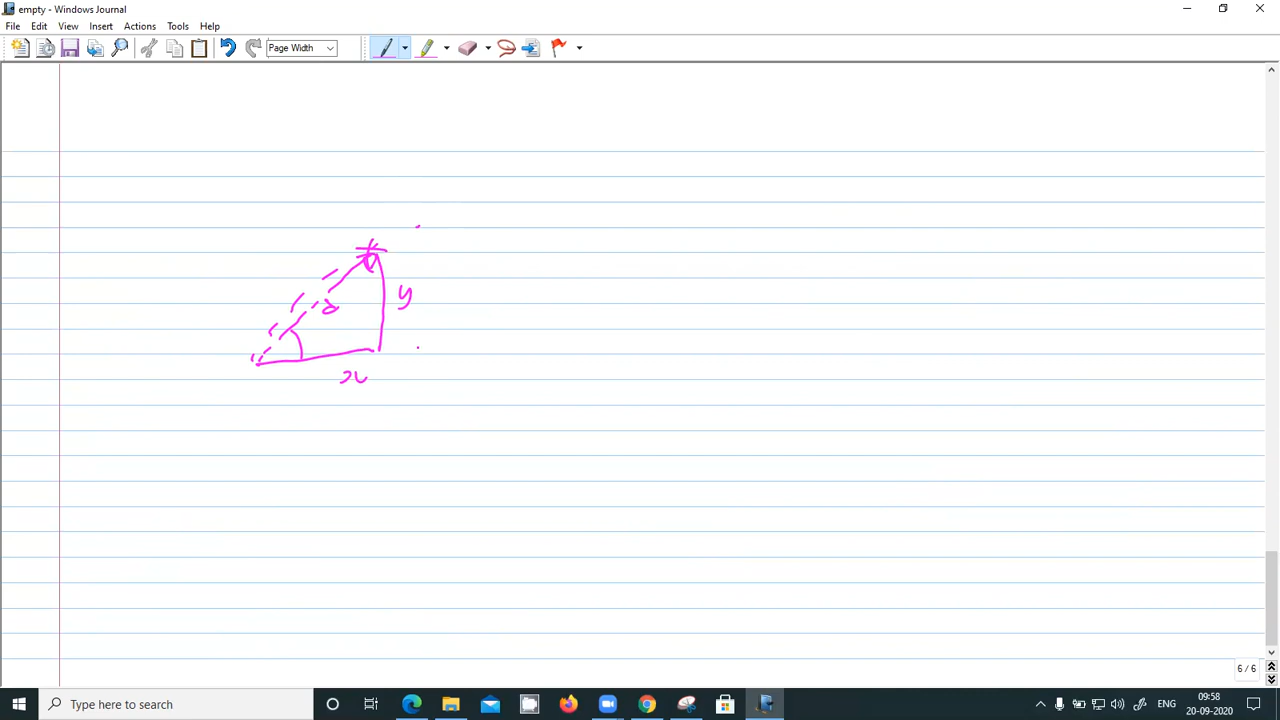 empty - Windows Journal
File Edit View Insert Actions Tools Help
Page Width
y
d
x
6 / 6
Type here to search
ENG
09:58
20-09-2020